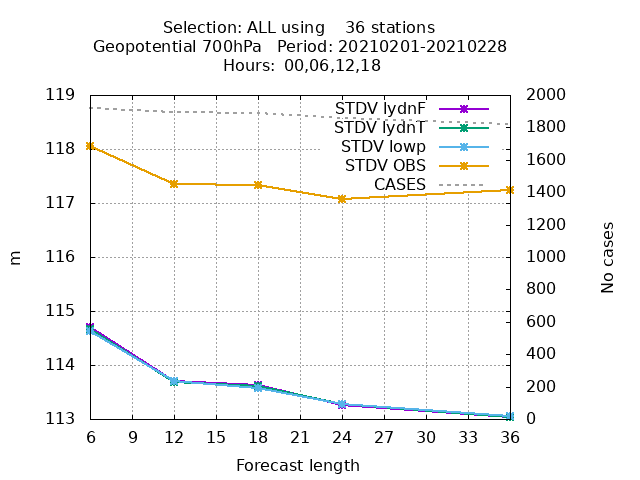 Selection: ALL using    36 stations
Geopotential 700hPa   Period: 20210201-20210228
Hours: 00,06,12,18
119
118
117
116
115
114
113
m
STDV lydnF
STDV lydnT
STDV lowp
STDV OBS
CASES
2000
1800
1600
1400
1200
1000
800
600
400
200
0
No cases
6 9 12 15 18 21 24 27 30 33 36
Forecast length